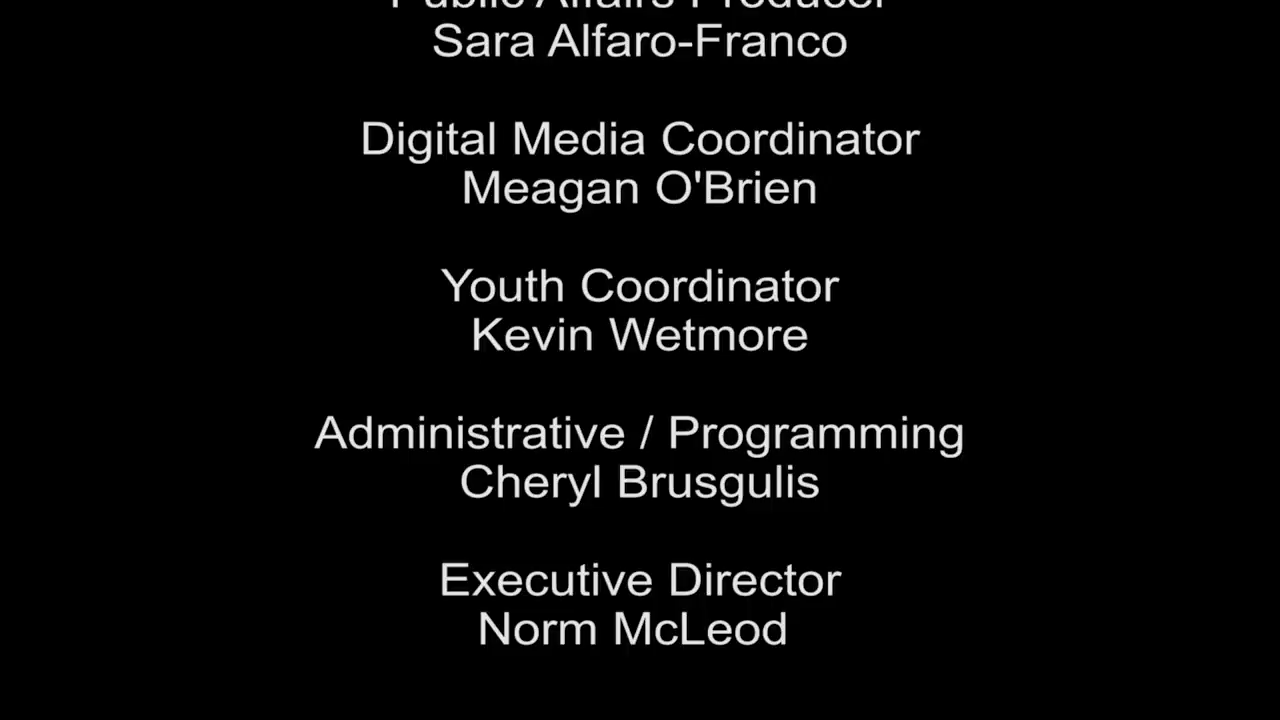 Public Affairs Producer
Sara Alfaro-Franco
Digital Media Coordinator
Meagan O'Brien
Youth Coordinator
Kevin Wetmore
Administrative / Programming
Cheryl Brusgulis
Executive Director
Norm McLeod